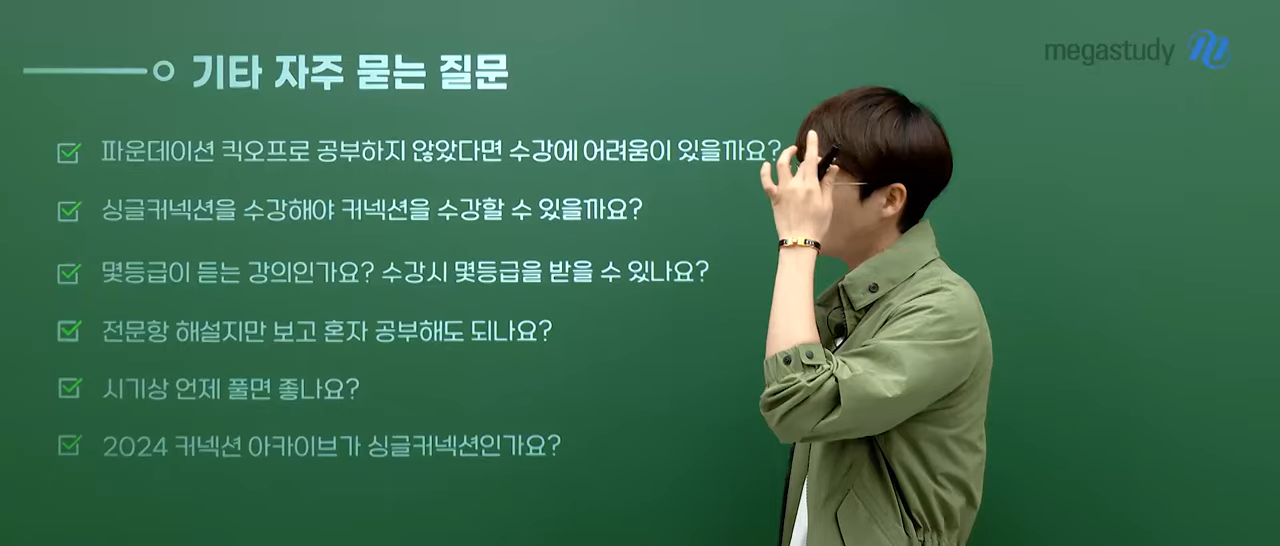 기타 자주 묻는 질문
megastudy
파운데이션 킥오프로 공부하지 않았다면 수강에 어려움이 있을까요?
싱글커넥션을 수강해야 커넥션을 수강할 수 있을까요?
몇등급이 듣는 강의인가요? 수강시 몇등급을 받을 수 있나요?
전문항 해설지만 보고 혼자 공부해도 되나요?
시기상 언제 풀면 좋나요?
2024 커넥션 아카이브가 싱글커넥션인가요?